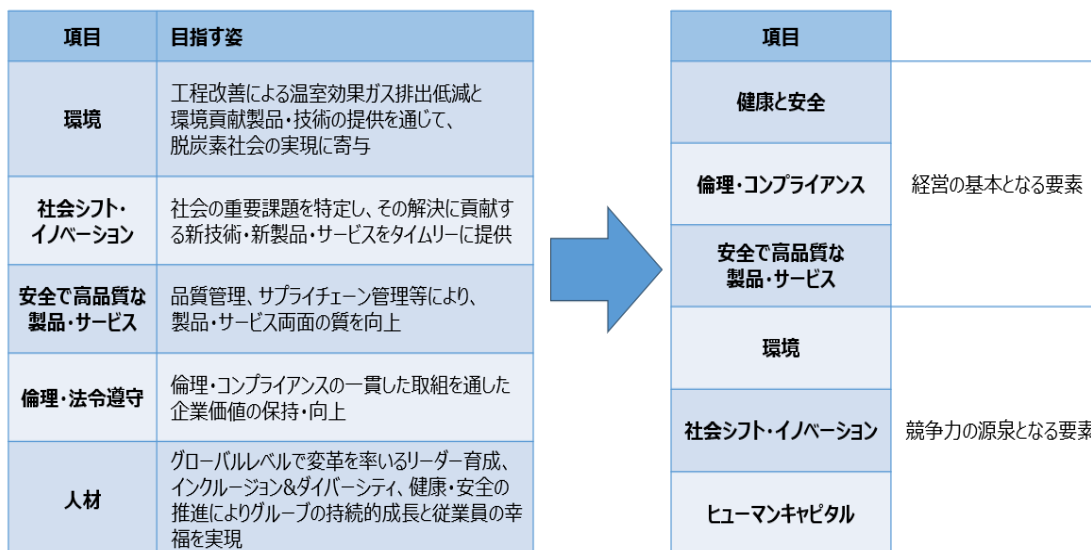 項目
目指す姿
環境
工程改善による温室効果ガス排出低減と
環境貢献製品・技術の提供を通じて、
脱炭素社会の実現に寄与
社会シフト・
イノベーション
社会の重要課題を特定し、その解決に貢献す
る新技術・新製品・サービスをタイムリーに提供
安全で高品質な
製品・サービス
品質管理、サプライチェーン管理等により、
製品・サービス両面の質を向上
倫理・法令遵守
倫理・コンプライアンスの一貫した取組を通した
企業価値の保持・向上
人材
グローバルレベルで変革を率いるリーダー育成、
インクルージョン&ダイバーシティ、健康・安全の
推進によりグループの持続的成長と従業員の幸
福を実現
項目
健康と安全
倫理・コンプライアンス
安全で高品質な
製品・サービス
経営の基本となる要素
環境
社会シフト・イノベーション
ヒューマンキャピタル
競争力の源泉となる要素